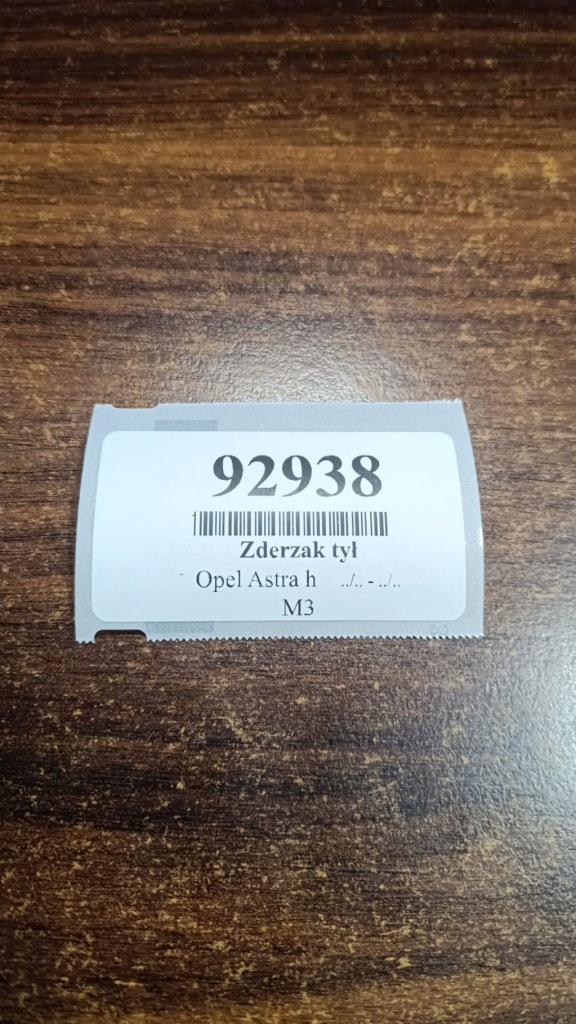 92938
Zderzak tył
Opel Astra h ../.. - ../..
M3